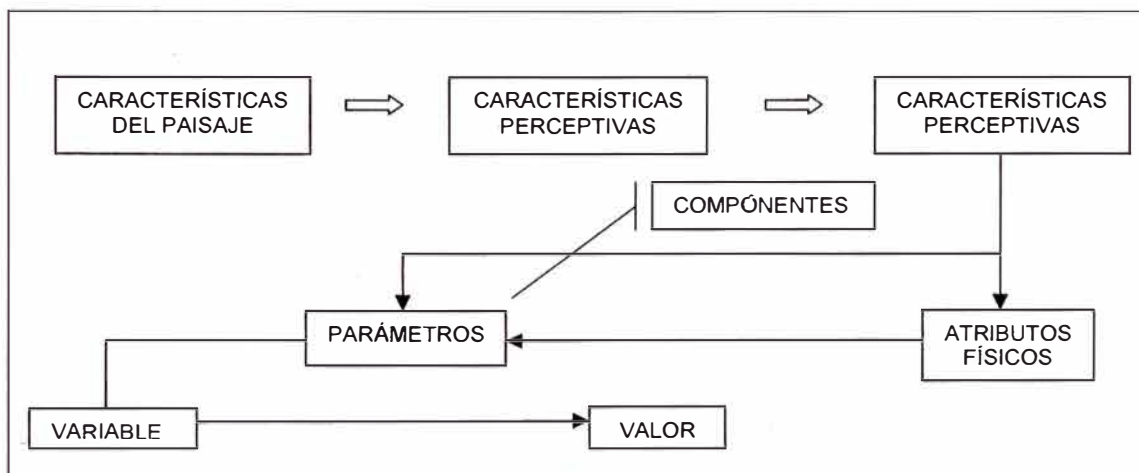 CARACTERÍSTICAS
DEL PAISAJE
CARACTERÍSTICAS
PERCEPTIVAS
CARACTERÍSTICAS
PERCEPTIVAS
COMPÓNENTES
PARÁMETROS
ATRIBUTOS
FÍSICOS
VARIABLE
VALOR